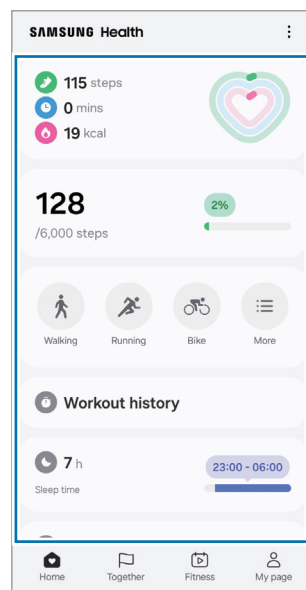 SAMSUNG Health
115 steps
0 mins
19 kcal
128
/6,000 steps
2%
Walking Running Bike More
Workout history
7 h
23:00 - 06:00
Sleep time
Home Together Fitness My page